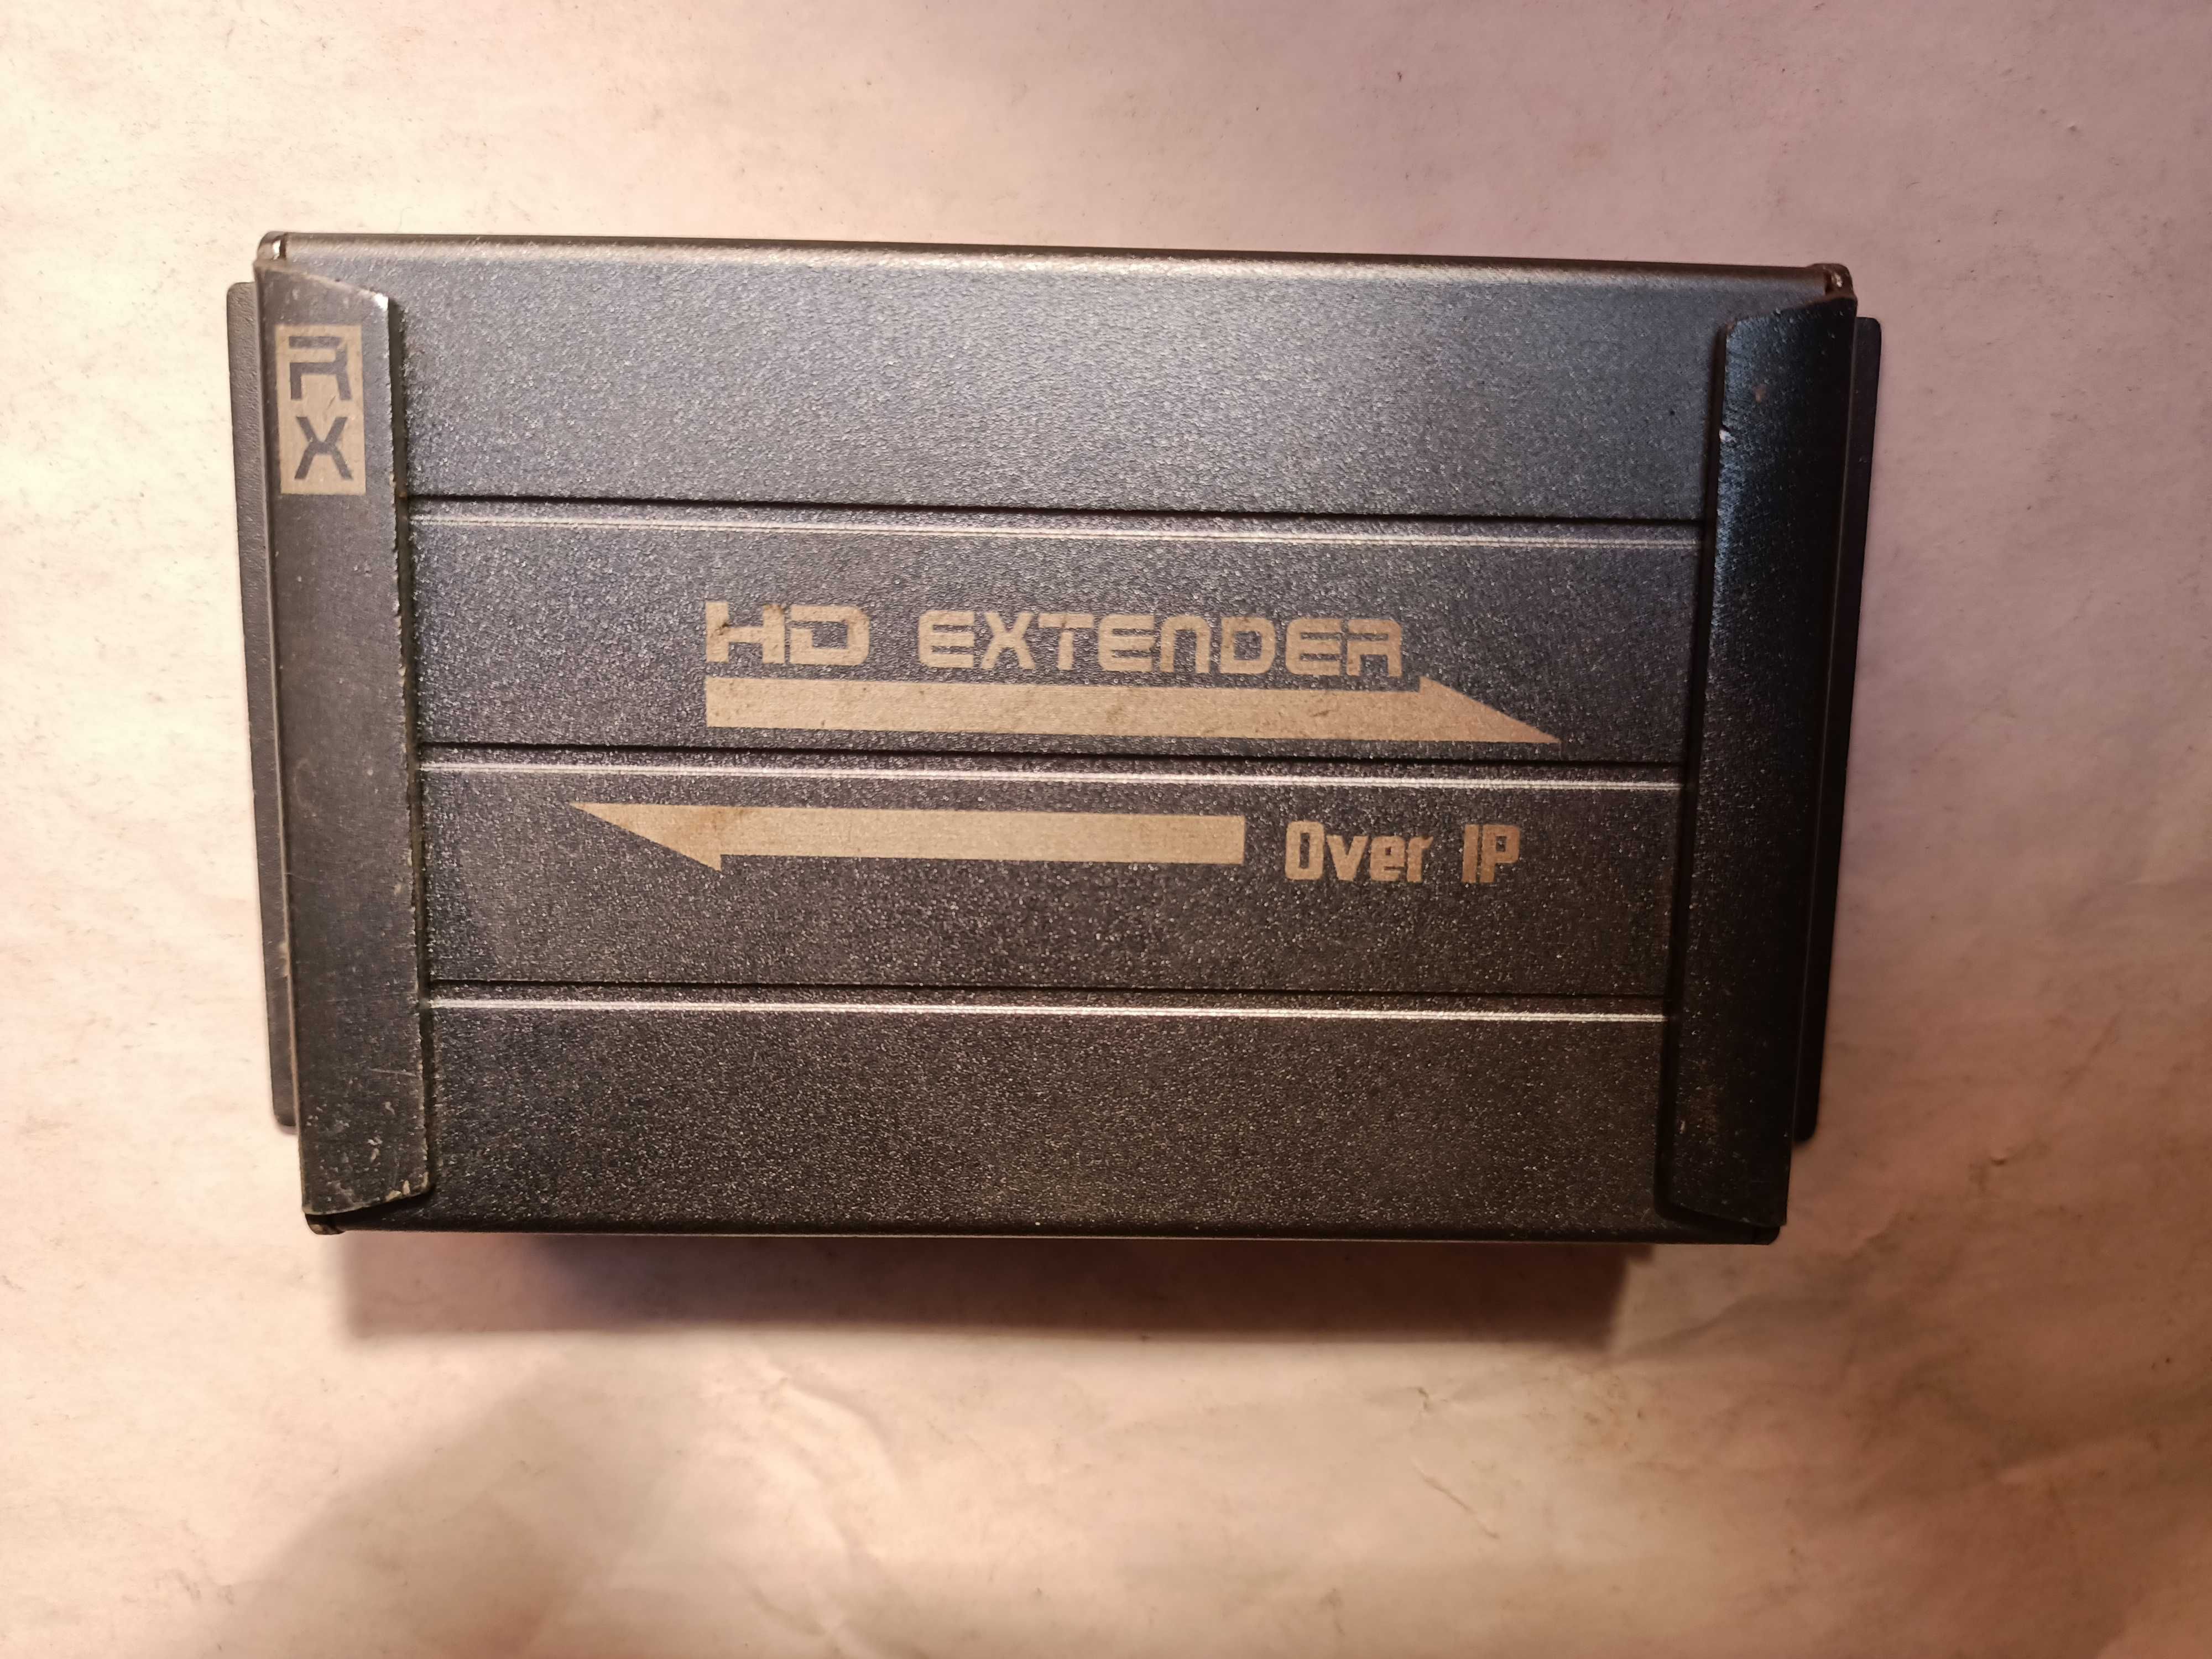 RX
HD EXTENDER
Over IP